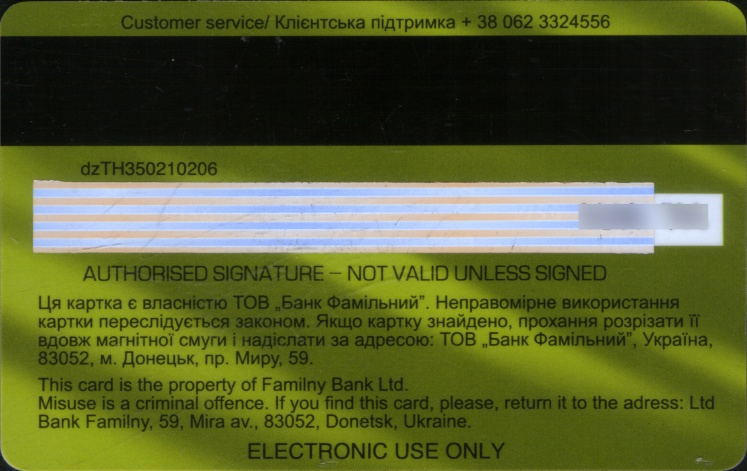 Customer service/ Клієнтська підтримка + 38 062 3324556
dzTH350210206
AUTHORISED SIGNATURE – NOT VALID UNLESS SIGNED
Ця картка є власністю ТОВ „Банк Фамільний”. Неправомірне використання
картки переслідується законом. Якщо картку знайдено, прохання розрізати її
вдовж магнітної смуги і надіслати за адресою: ТОВ „Банк Фамільний”, Україна,
83052, м. Донецьк, пр. Миру, 59.
This card is the property of Familny Bank Ltd.
Misuse is a criminal offence. If you find this card, please, return it to the adress: Ltd
Bank Familny, 59, Mira av., 83052, Donetsk, Ukraine.
ELECTRONIC USE ONLY